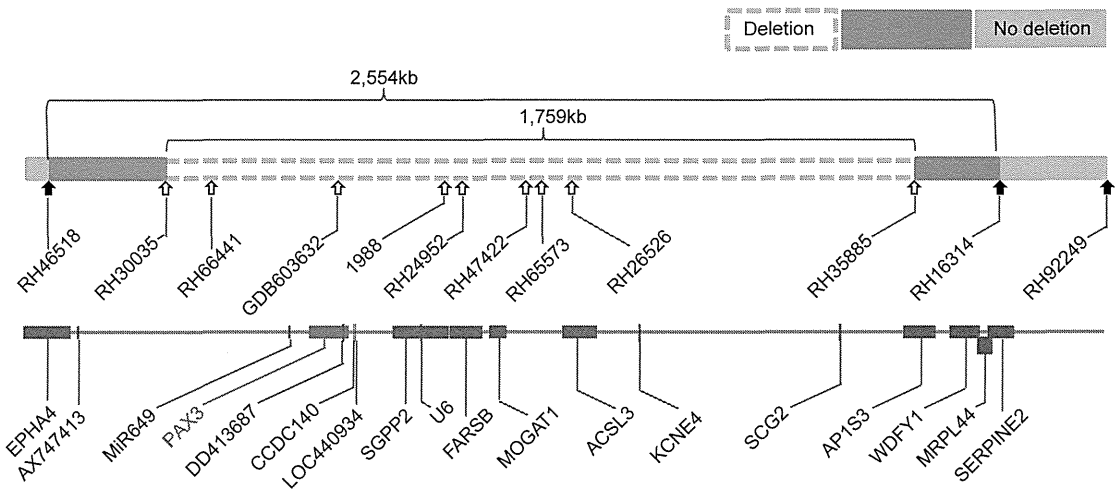 Deletion
No deletion
2,554kb
1,759kb
RH46518
RH30035
RH66441
GDB603632
1988
RH24952
RH47422
RH65573
RH26526
RH35885
RH16314
RH92249
EPHA4
AX747413
MiR649
PAX3
DD413687
CCDC140
LOC440934
SGPP2
U6
FARSB
MOGAT1
ACSL3
KCNE4
SCG2
AP1S3
WDFY1
MRPL44
SERPINE2